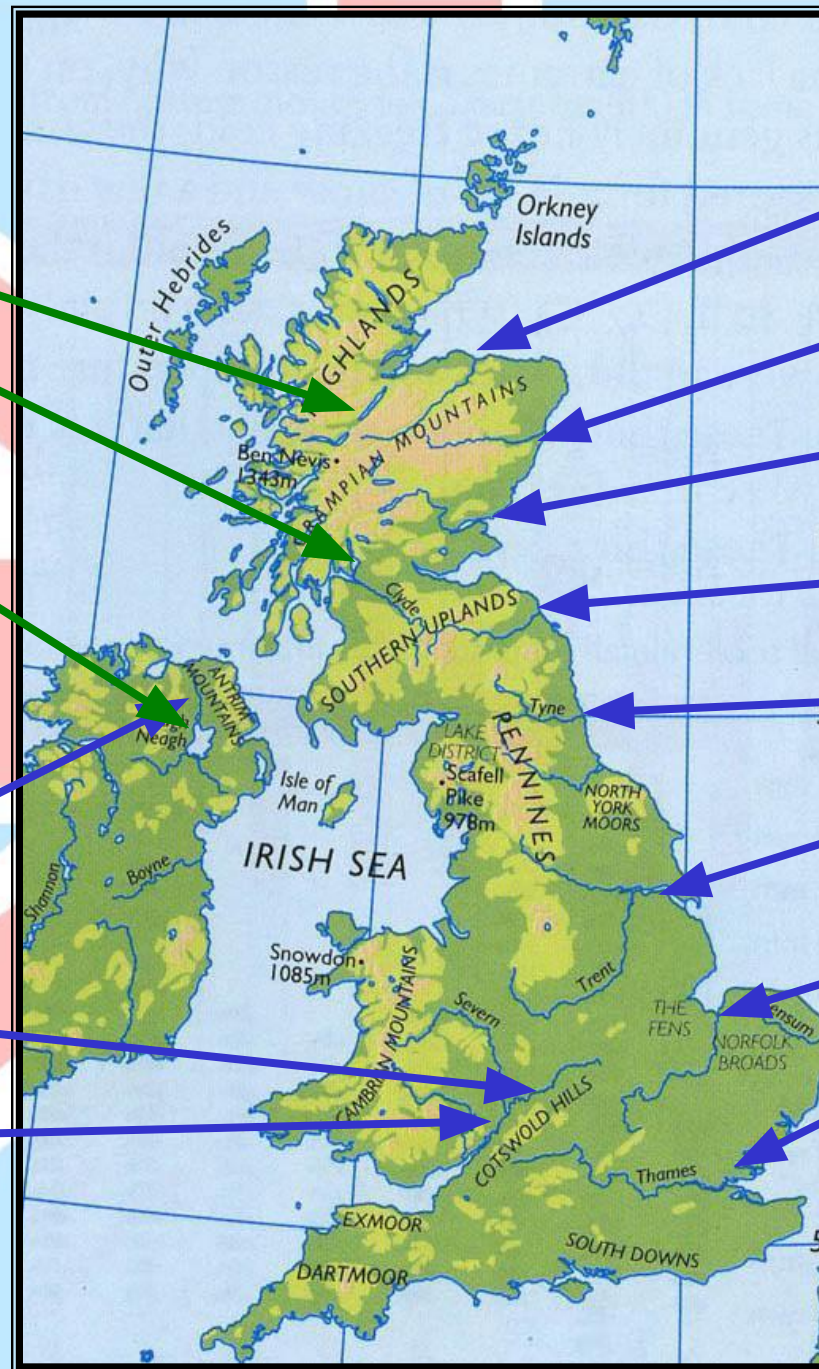 Orkney
Islands
Outer Hebrides
HIGHLANDS
GRAMPIAN MOUNTAINS
Ben Nevis
1343m
Clyde
SOUTHERN UPLANDS
ANTRIM
MOUNTAINS
Neagh
Tyne
LAKE
DISTRICT
PENNINES
Scafell
Pike
978m
NORTH
YORK
MOORS
Isle of
Man
IRISH SEA
Shannon
Boyne
Snowdon
1085m
CAMBRIAN MOUNTAINS
Severn
Trent
THE
FENS
NORFOLK
BROADS
COTSWOLD HILLS
Thames
EXMOOR
DARTMOOR
SOUTH DOWNS